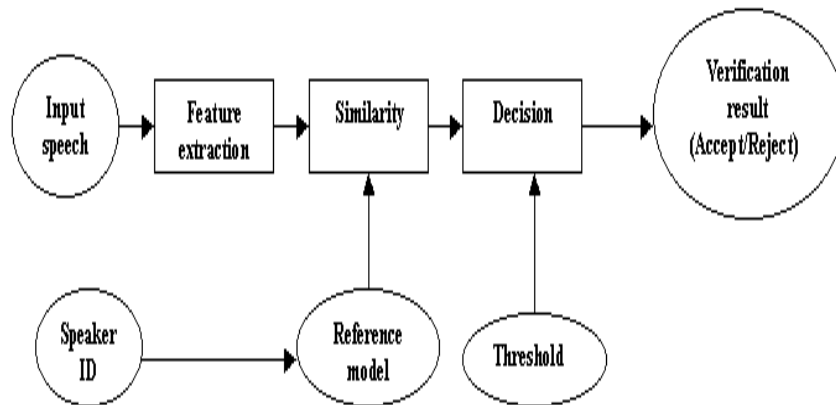 Input
speech
Feature
extraction
Similarity
Decision
Verification
result
(Accept/Reject)
Speaker
ID
Reference
model
Threshold